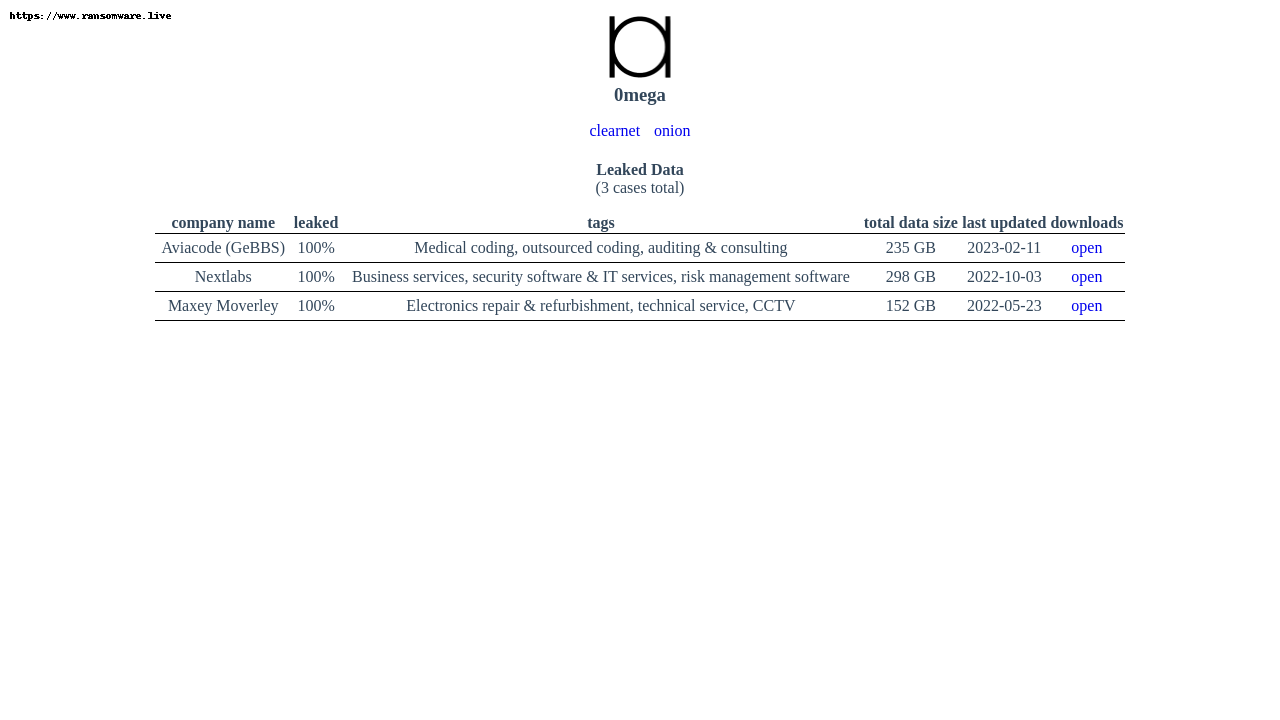 https://www.ransomware.live
0mega
clearnet onion
Leaked Data
(3 cases total)
company name leaked tags total data size last updated downloads
Aviacode (GeBBS) 100% Medical coding, outsourced coding, auditing & consulting 235 GB 2023-02-11 open
Nextlabs 100% Business services, security software & IT services, risk management software 298 GB 2022-10-03 open
Maxey Moverley 100% Electronics repair & refurbishment, technical service, CCTV 152 GB 2022-05-23 open